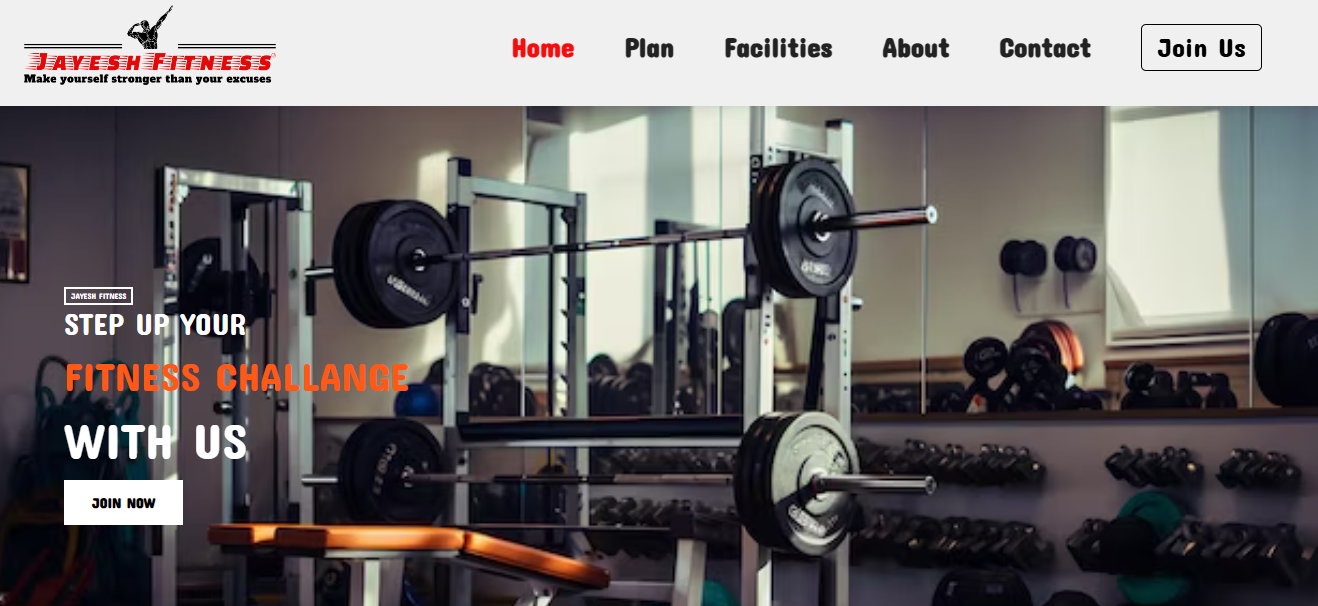 JAYESH FITNESS
Make yourself stronger than your excuses
Home Plan Facilities About Contact Join Us
JAYESH FITNESS
STEP UP YOUR
FITNESS CHALLANGE
WITH US
JOIN NOW